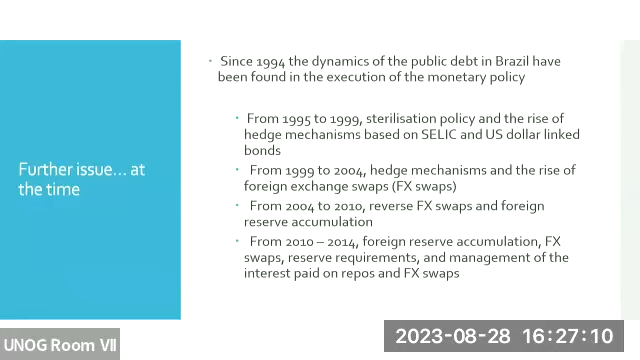 Further issue... at
the time
Since 1994 the dynamics of the public debt in Brazil have
been found in the execution of the monetary policy
From 1995 to 1999, sterilisation policy and the rise of
hedge mechanisms based on SELIC and US dollar linked
bonds
From 1999 to 2004, hedge mechanisms and the rise of
foreign exchange swaps (FX swaps)
From 2004 to 2010, reverse FX swaps and foreign
reserve accumulation
From 2010 – 2014, foreign reserve accumulation, FX
swaps, reserve requirements, and management of the
interest paid on repos and FX swaps
UNOG Room VII
2023-08-28 16:27:10